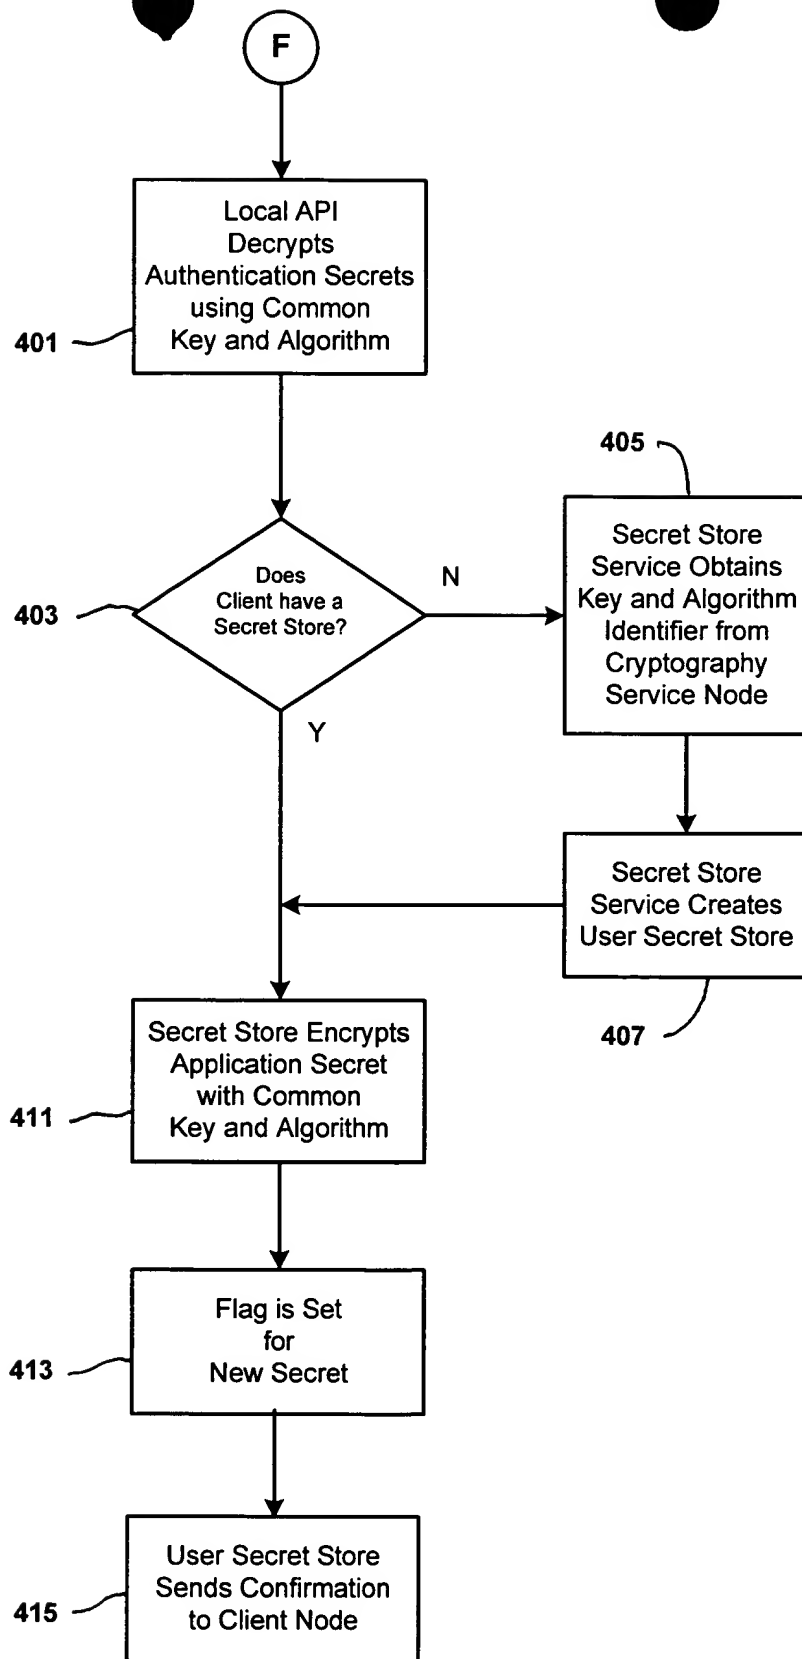 F
Local API
Decrypts
Authentication Secrets
using Common
Key and Algorithm
401
405
Does
Client have a
Secret Store?
403
N
Y
Secret Store
Service Obtains
Key and Algorithm
Identifier from
Cryptography
Service Node
Secret Store
Service Creates
User Secret Store
407
Secret Store Encrypts
Application Secret
with Common
Key and Algorithm
411
Flag is Set
for
New Secret
413
User Secret Store
Sends Confirmation
to Client Node
415